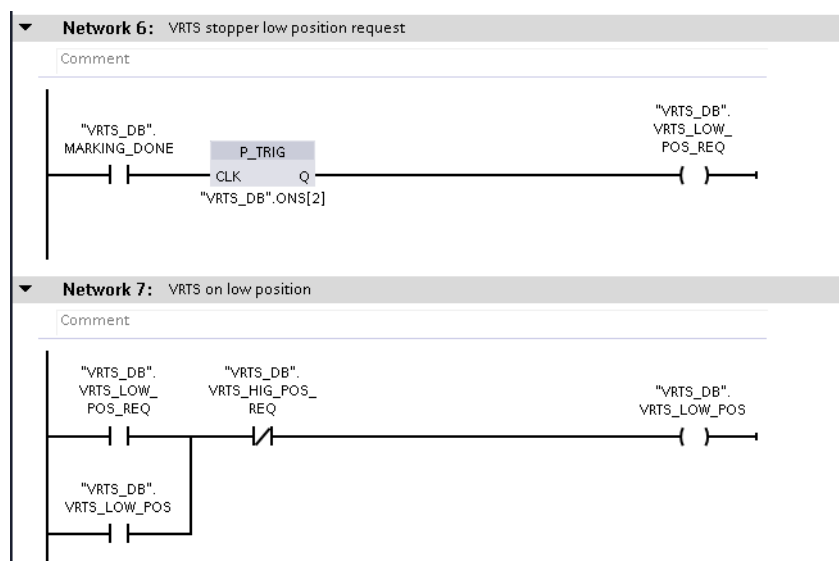 Network 6: VRTS stopper low position request
Comment
"VRTS_DB".
MARKING_DONE
P_TRIG
CLK Q
"VRTS_DB".ONS[2]
"VRTS_DB".
VRTS_LOW_
POS_REQ
Network 7: VRTS on low position
Comment
"VRTS_DB".
VRTS_LOW_
POS_REQ
"VRTS_DB".
VRTS_HIG_POS_
REQ
"VRTS_DB".
VRTS_LOW_POS
"VRTS_DB".
VRTS_LOW_POS